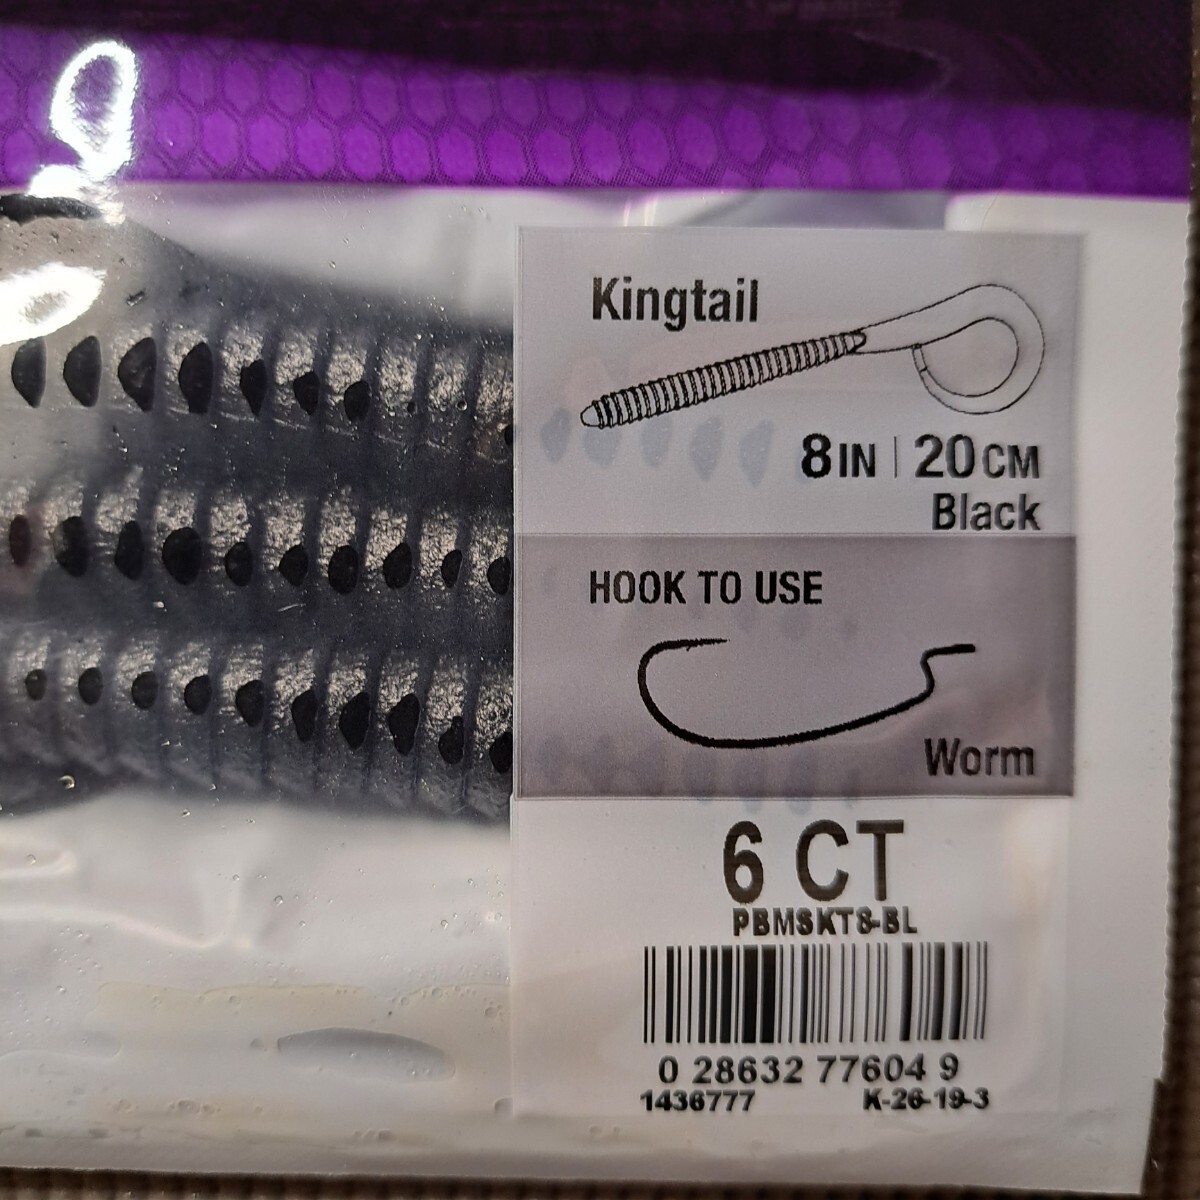 Kingtail
8IN | 20CM
Black
HOOK TO USE
Worm
6 CT
PBMSKT8-BL
0 28632 77604 9
1436777 K-26-19-3